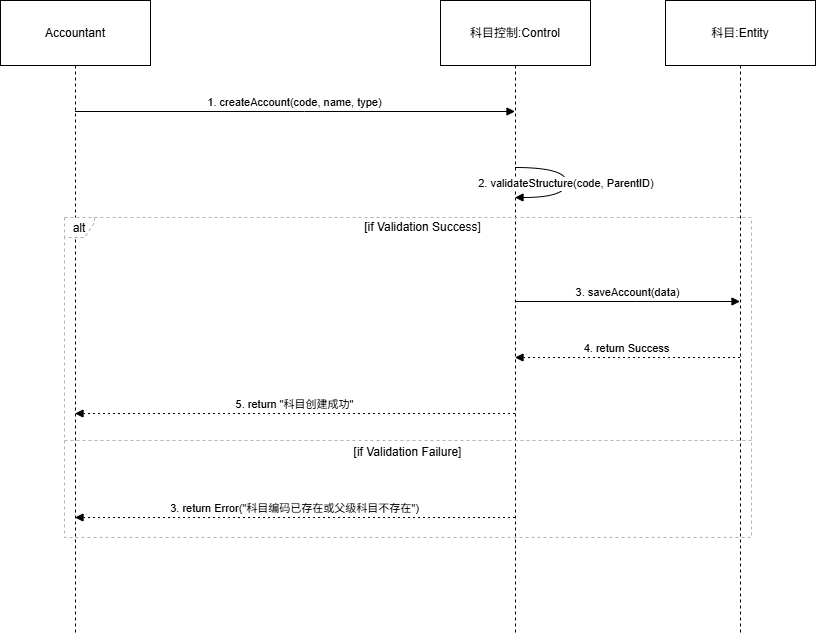 Accountant
科目控制:Control
科目:Entity
1. createAccount(code, name, type)
2. validateStructure(code, ParentID)
alt
[if Validation Success]
3. saveAccount(data)
4. return Success
5. return "科目创建成功"
[if Validation Failure]
3. return Error("科目编码已存在或父级科目不存在")